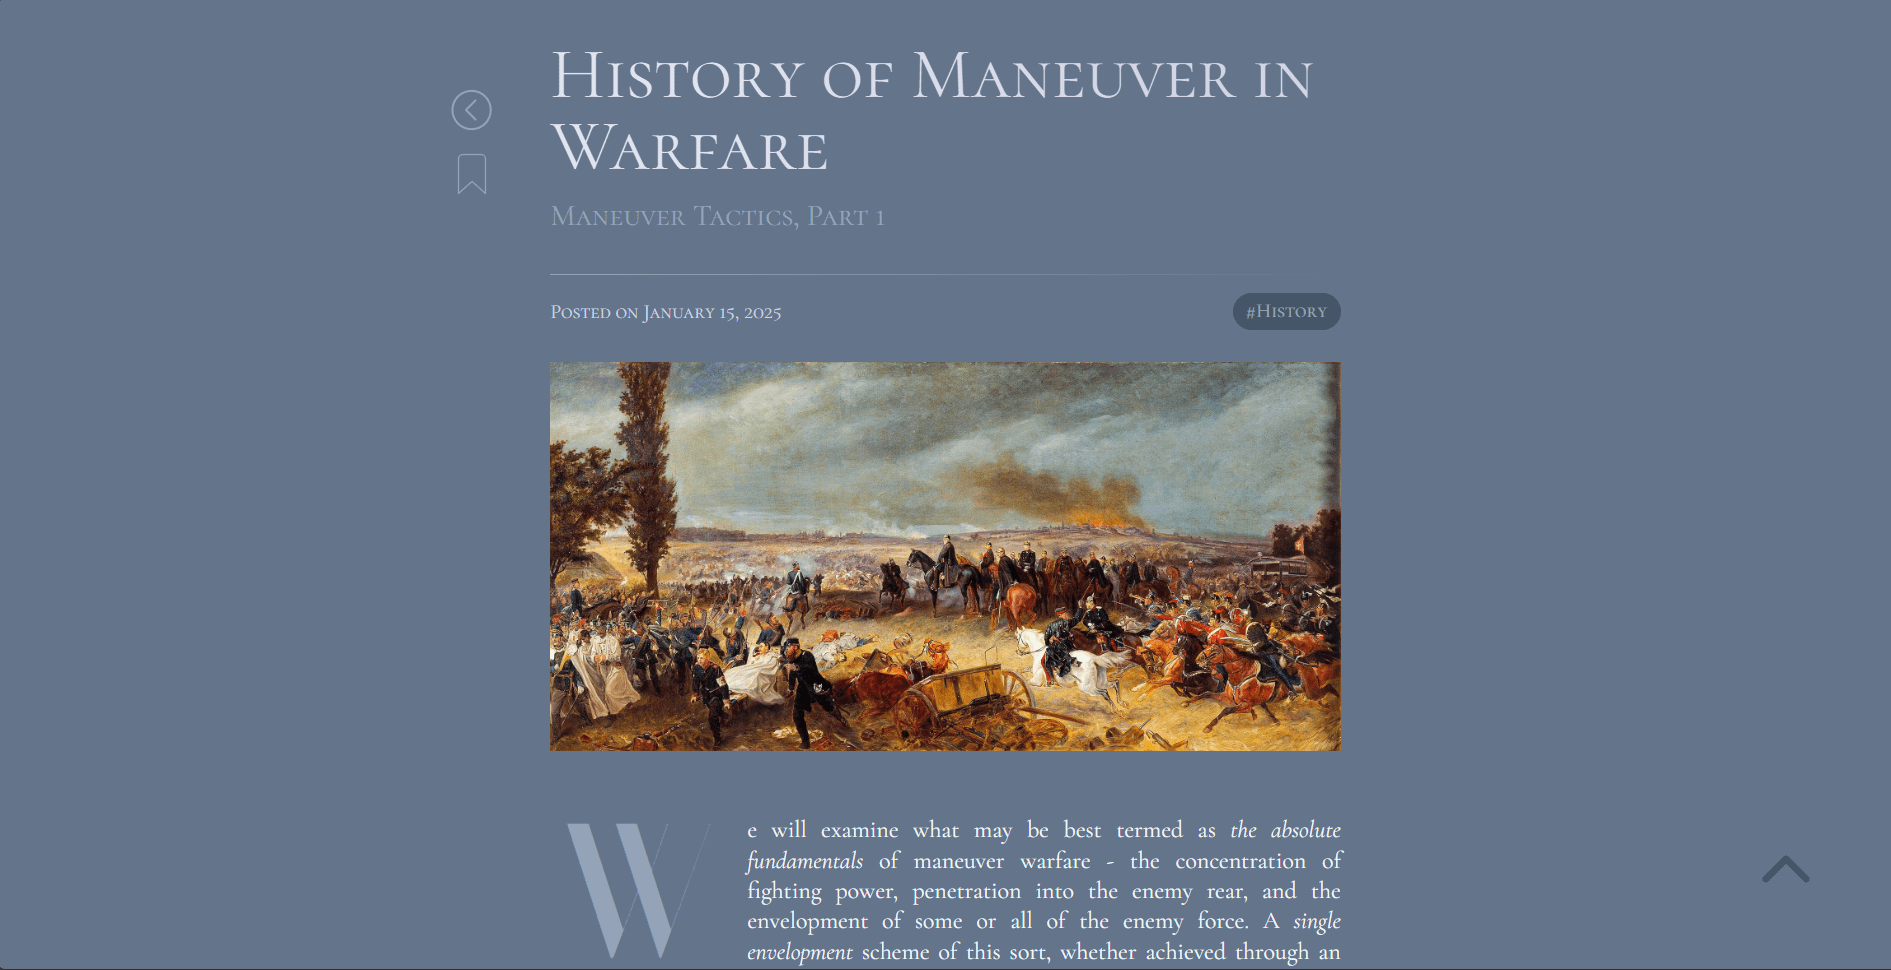 History of Maneuver in
Warfare
Maneuver Tactics, Part 1
Posted on January 15, 2025
#History
We will examine what may be best termed as the absolute
fundamentals of maneuver warfare - the concentration of
fighting power, penetration into the enemy rear, and the
envelopment of some or all of the enemy force. A single
envelopment scheme of this sort, whether achieved through an